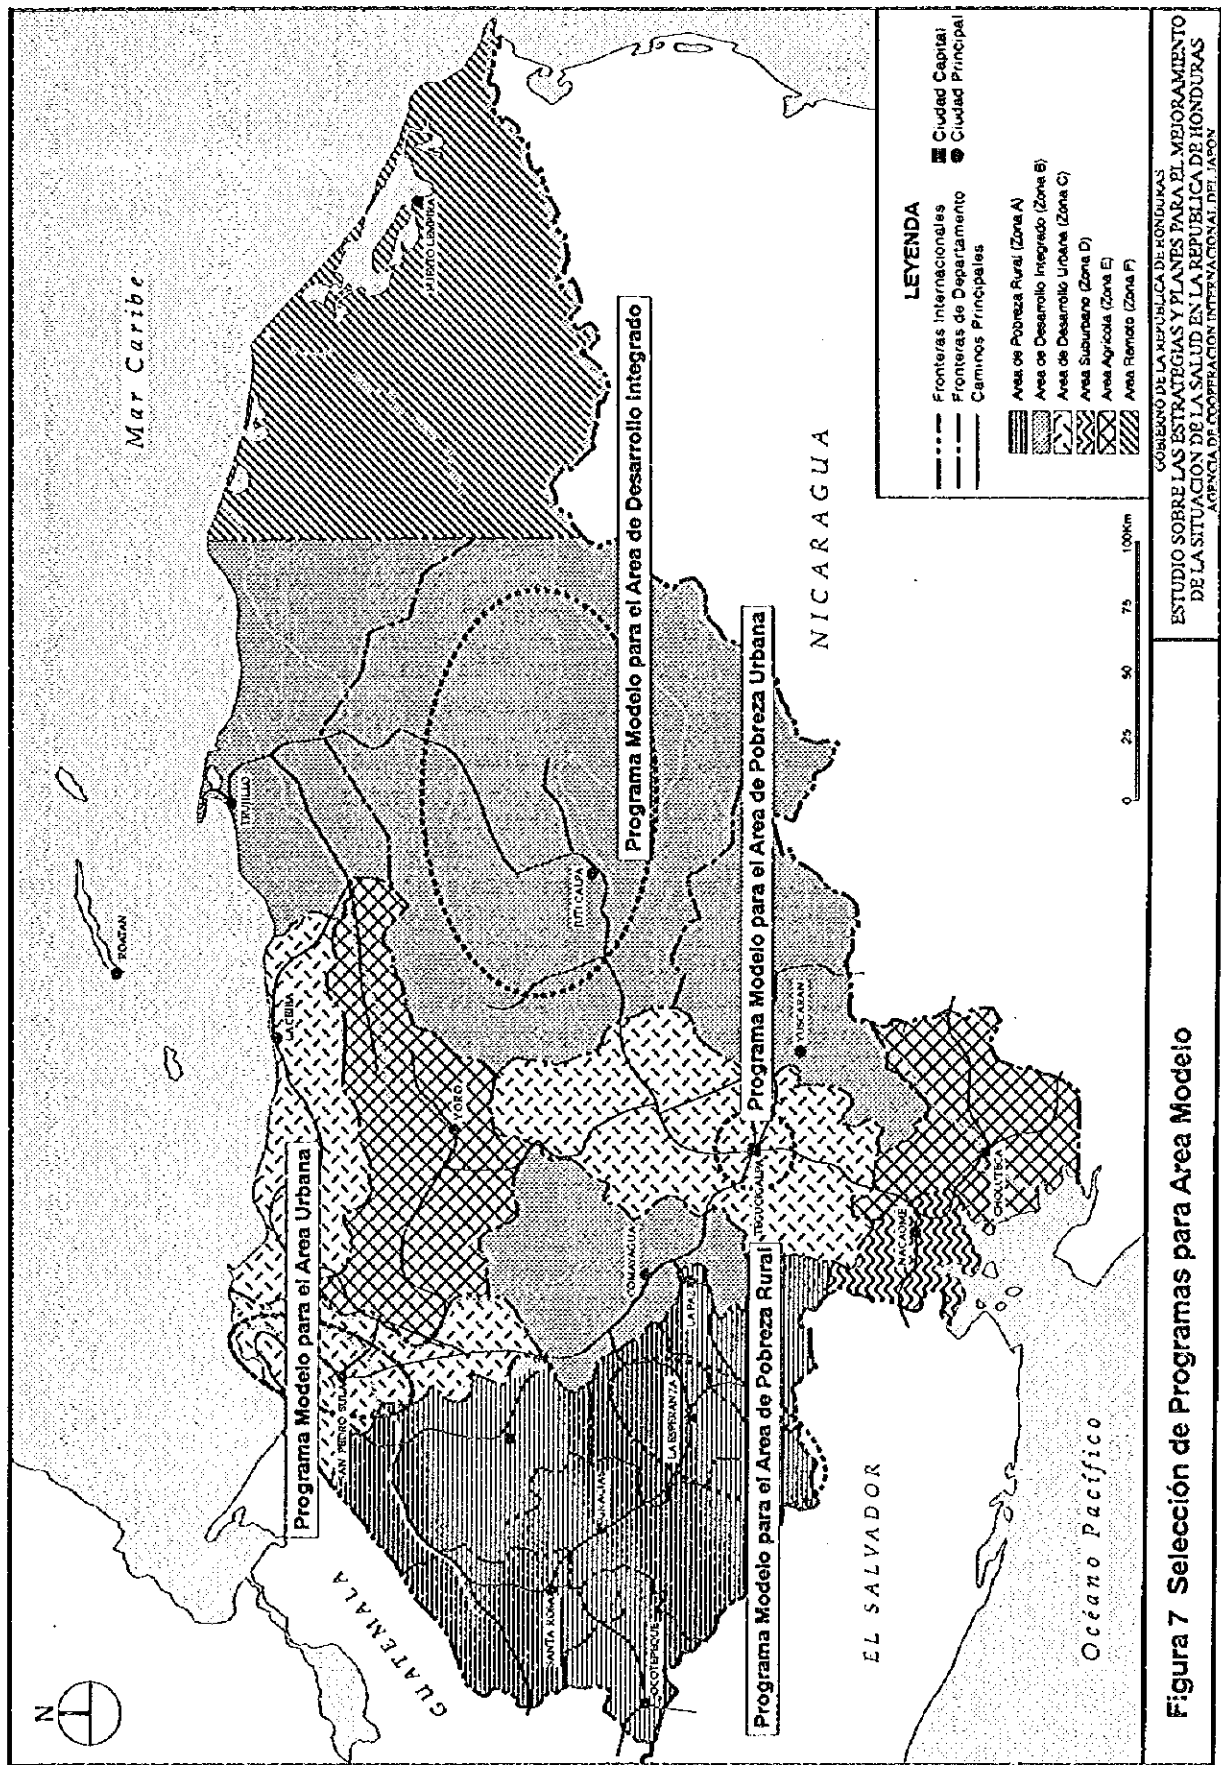 N
Mar Caribe
GUATEMALA
NICARAGUA
EL SALVADOR
Océano Pacífico
ROATAN
TRUJILLO
LA CEIBA
PUERTO LEMPIRA
YORO
SAN PEDRO SULA
JUTICALPA
SANTA ROSA
GRACIAS
OCOTEPEQUE
LA ESPERANZA
LA PAZ
COMAYAGUA
TEGUCIGALPA
YUSCARAN
NACAOME
CHOLUTECA
Programa Modelo para el Area Urbana
Programa Modelo para el Area de Desarrollo Integrado
Programa Modelo para el Area de Pobreza Urbana
Programa Modelo para el Area de Pobreza Rural
LEYENDA
Fronteras Internacionales
Fronteras de Departamento
Caminos Principales
Ciudad Capital
Ciudad Principal
Area de Pobreza Rural (Zona A)
Area de Desarrollo Integrado (Zona B)
Area de Desarrollo Urbana (Zona C)
Area Suburbano (Zona D)
Area Agrícola (Zona E)
Area Remoto (Zona F)
0 25 50 75 100Km
Figura 7 Selección de Programas para Area Modelo
GOBIERNO DE LA REPUBLICA DE HONDURAS
ESTUDIO SOBRE LAS ESTRATEGIAS Y PLANES PARA EL MEJORAMIENTO
DE LA SITUACION DE LA SALUD EN LA REPUBLICA DE HONDURAS
AGENCIA DE COOPERACION INTERNACIONAL DEL JAPON